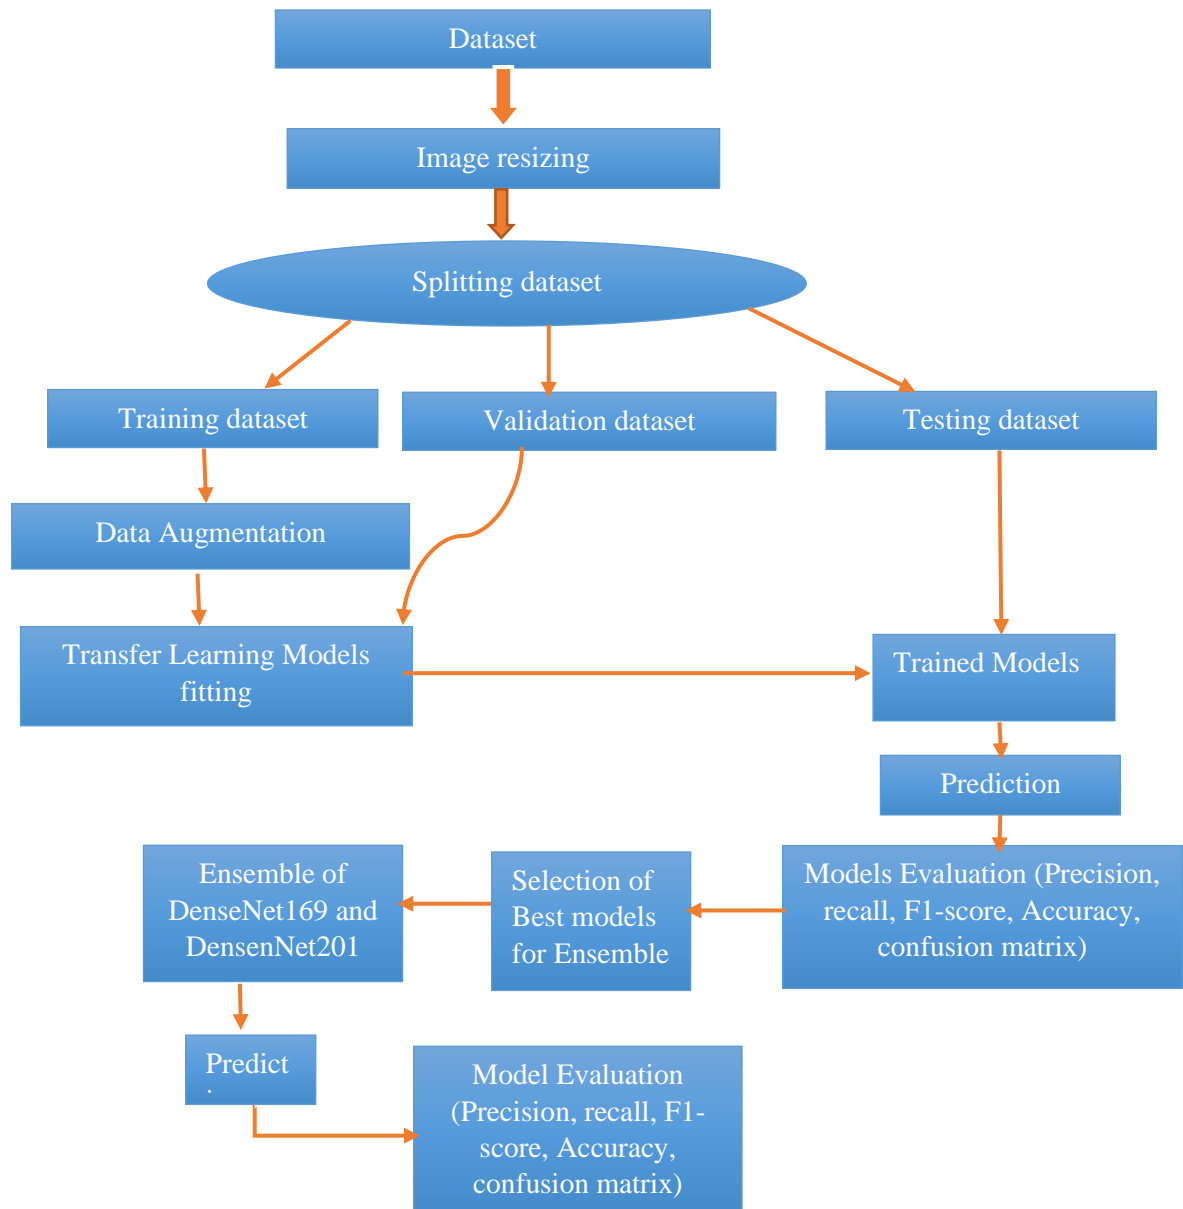 Dataset
Image resizing
Splitting dataset
Training dataset
Validation dataset
Testing dataset
Data Augmentation
Transfer Learning Models
fitting
Trained Models
Prediction
Ensemble of
DenseNet169 and
DensenNet201
Selection of
Best models
for Ensemble
Models Evaluation (Precision,
recall, F1-score, Accuracy,
confusion matrix)
Predict
Model Evaluation
(Precision, recall, F1-
score, Accuracy,
confusion matrix)